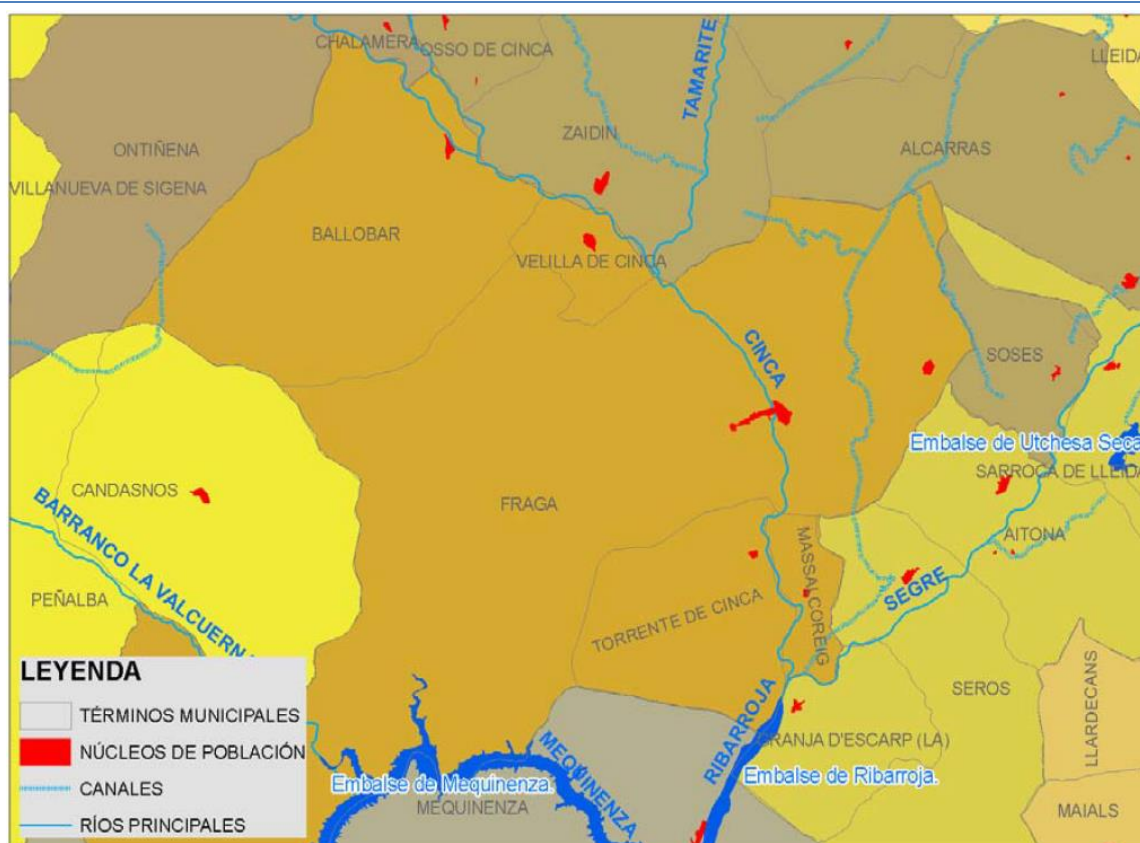 CHALAMERA
OSSO DE CINCA
LLEIDA
TAMARITE
ZAIDIN
ALCARRAS
ONTIÑENA
VILLANUEVA DE SIGENA
BALLOBAR
VELILLA DE CINCA
CINCA
SOSES
Embalse de Utchesa Seca
SARROCA DE LLEIDA
CANDASNOS
FRAGA
AITONA
BARRANCO LA VALCUERNA
MASSALCOREIG
SEGRE
PEÑALBA
TORRENTE DE CINCA
SEROS
LLARDECANS
RIBARROJA
GRANJA D'ESCARP (LA)
MEQUINENZA
Embalse de Mequinenza.
Embalse de Ribarroja.
MEQUINENZA
MAIALS
LEYENDA
TÉRMINOS MUNICIPALES
NÚCLEOS DE POBLACIÓN
CANALES
RÍOS PRINCIPALES